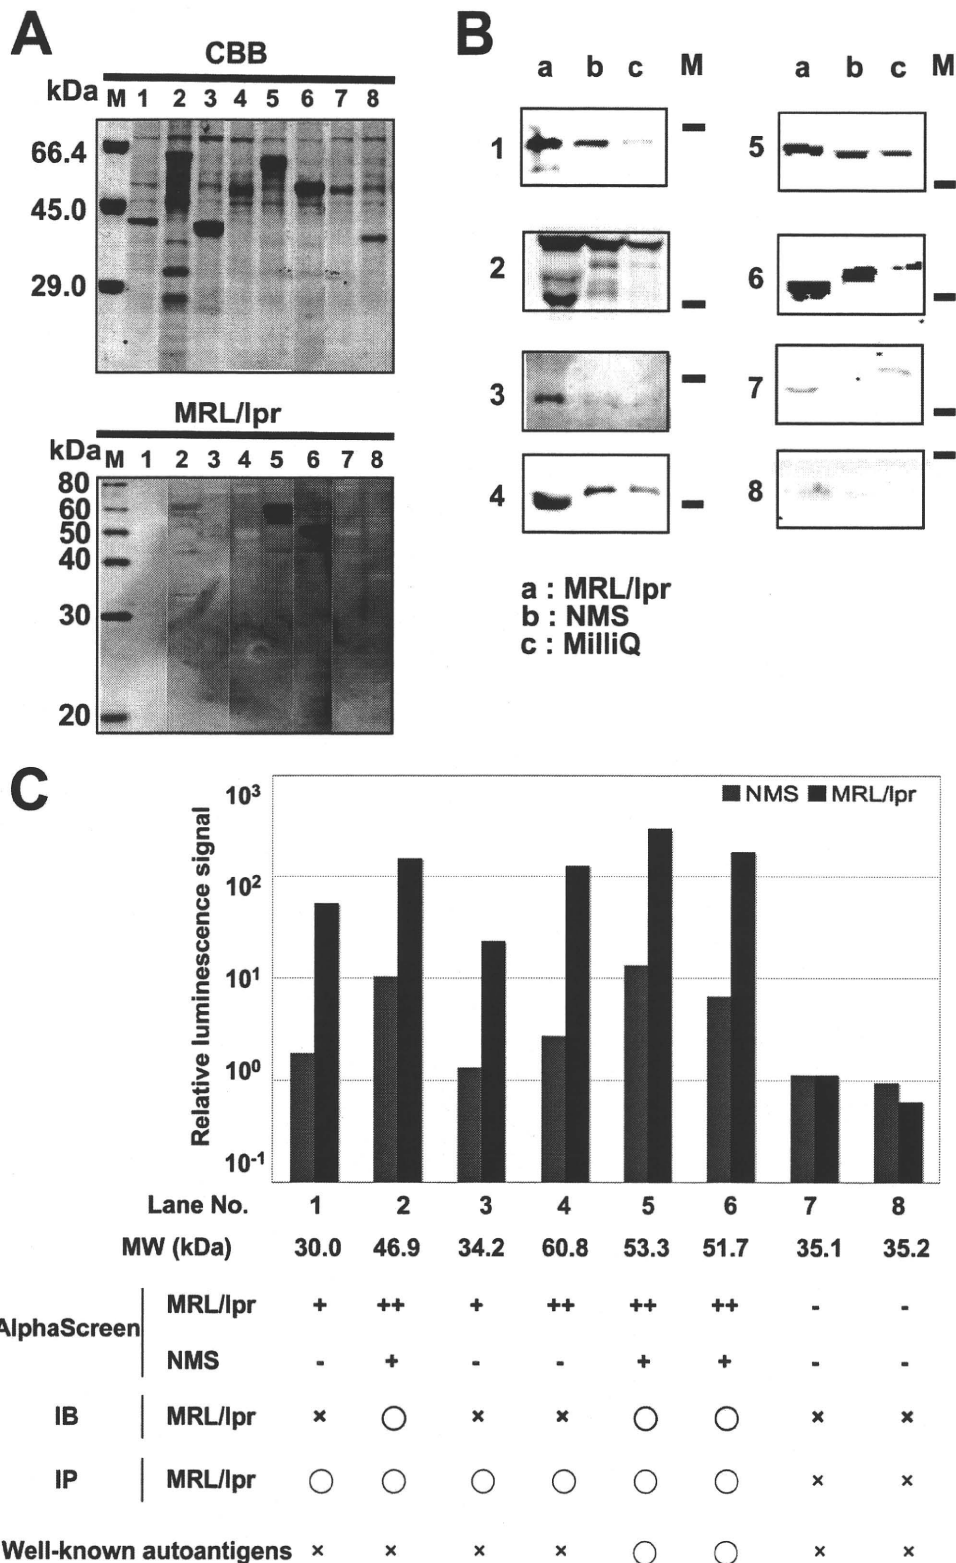 A
CBB
kDa M 1 2 3 4 5 6 7 8
66.4
45.0
29.0
MRL/lpr
kDa M 1 2 3 4 5 6 7 8
80
60
50
40
30
20
B
a b c M
1
2
3
4
a b c M
5
6
7
8
a : MRL/lpr
b : NMS
c : MilliQ
C
Relative luminescence signal
10³
10²
10¹
10⁰
10⁻¹
NMS MRL/lpr
Lane No. 1 2 3 4 5 6 7 8
MW (kDa) 30.0 46.9 34.2 60.8 53.3 51.7 35.1 35.2
AlphaScreen
MRL/lpr + ++ + ++ ++ ++ - -
NMS - + - - + + - -
IB MRL/lpr × ○ × × ○ ○ × ×
IP MRL/lpr ○ ○ ○ ○ ○ ○ × ×
Well-known autoantigens × × × × ○ ○ × ×